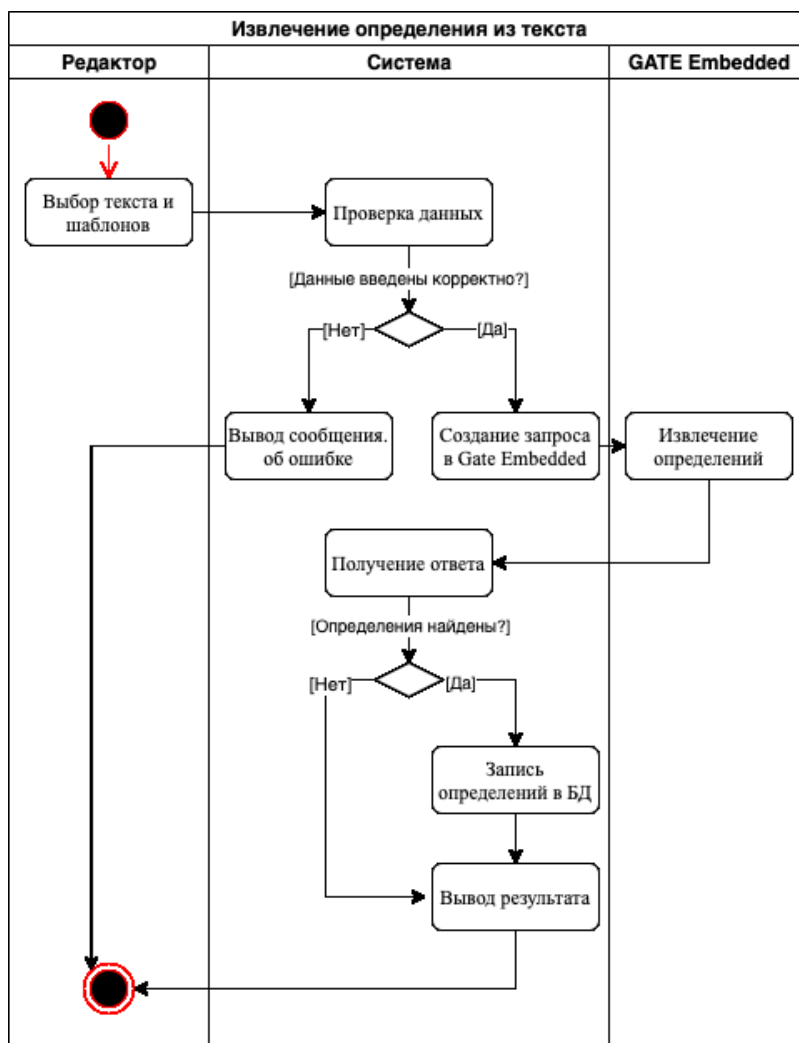 Извлечение определения из текста
Редактор
Система
GATE Embedded
Выбор текста и
шаблонов
Проверка данных
[Данные введены корректно?]
[Нет]
[Да]
Вывод сообщения.
об ошибке
Создание запроса
в Gate Embedded
Извлечение
определений
Получение ответа
[Определения найдены?]
[Нет]
[Да]
Запись
определений в БД
Вывод результата